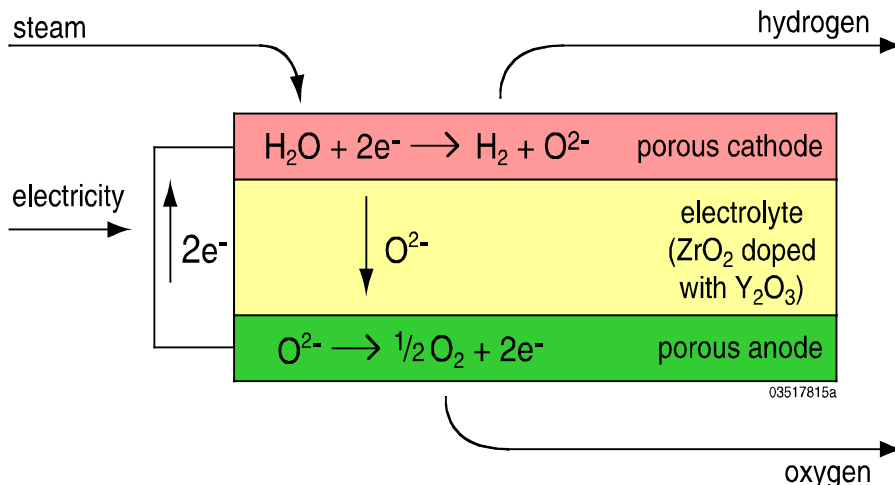 steam
hydrogen
H₂O + 2e⁻ → H₂ + O²⁻
porous cathode
electricity
2e⁻
O²⁻
electrolyte
(ZrO₂ doped
with Y₂O₃)
O²⁻ → 1/2 O₂ + 2e⁻
porous anode
03517815a
oxygen